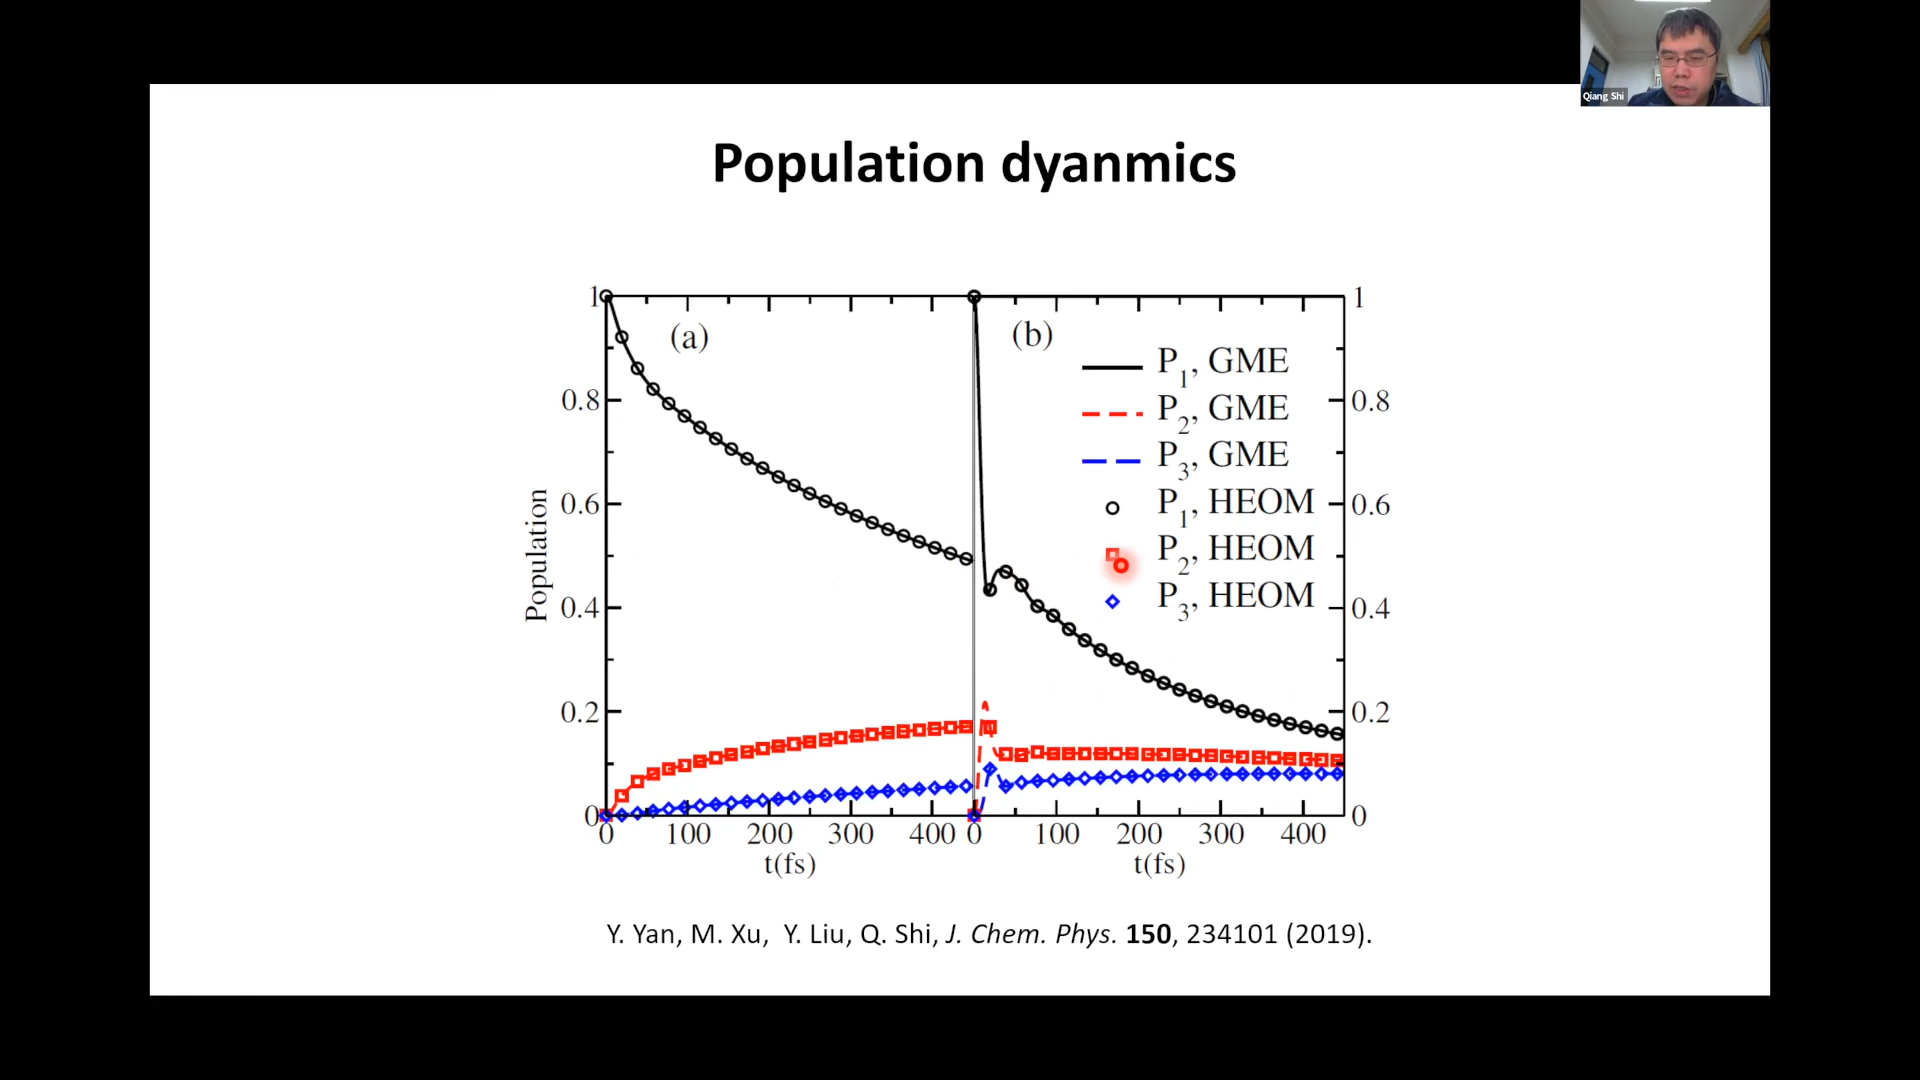 Qiang Shi
Population dyanmics
1
0.8
0.6
0.4
0.2
0
Population
(a)
(b)
P1, GME
P2, GME
P3, GME
P1, HEOM
P2, HEOM
P3, HEOM
1
0.8
0.6
0.4
0.2
0
0 100 200 300 400 0 100 200 300 400
t(fs) t(fs)
Y. Yan, M. Xu, Y. Liu, Q. Shi, J. Chem. Phys. 150, 234101 (2019).